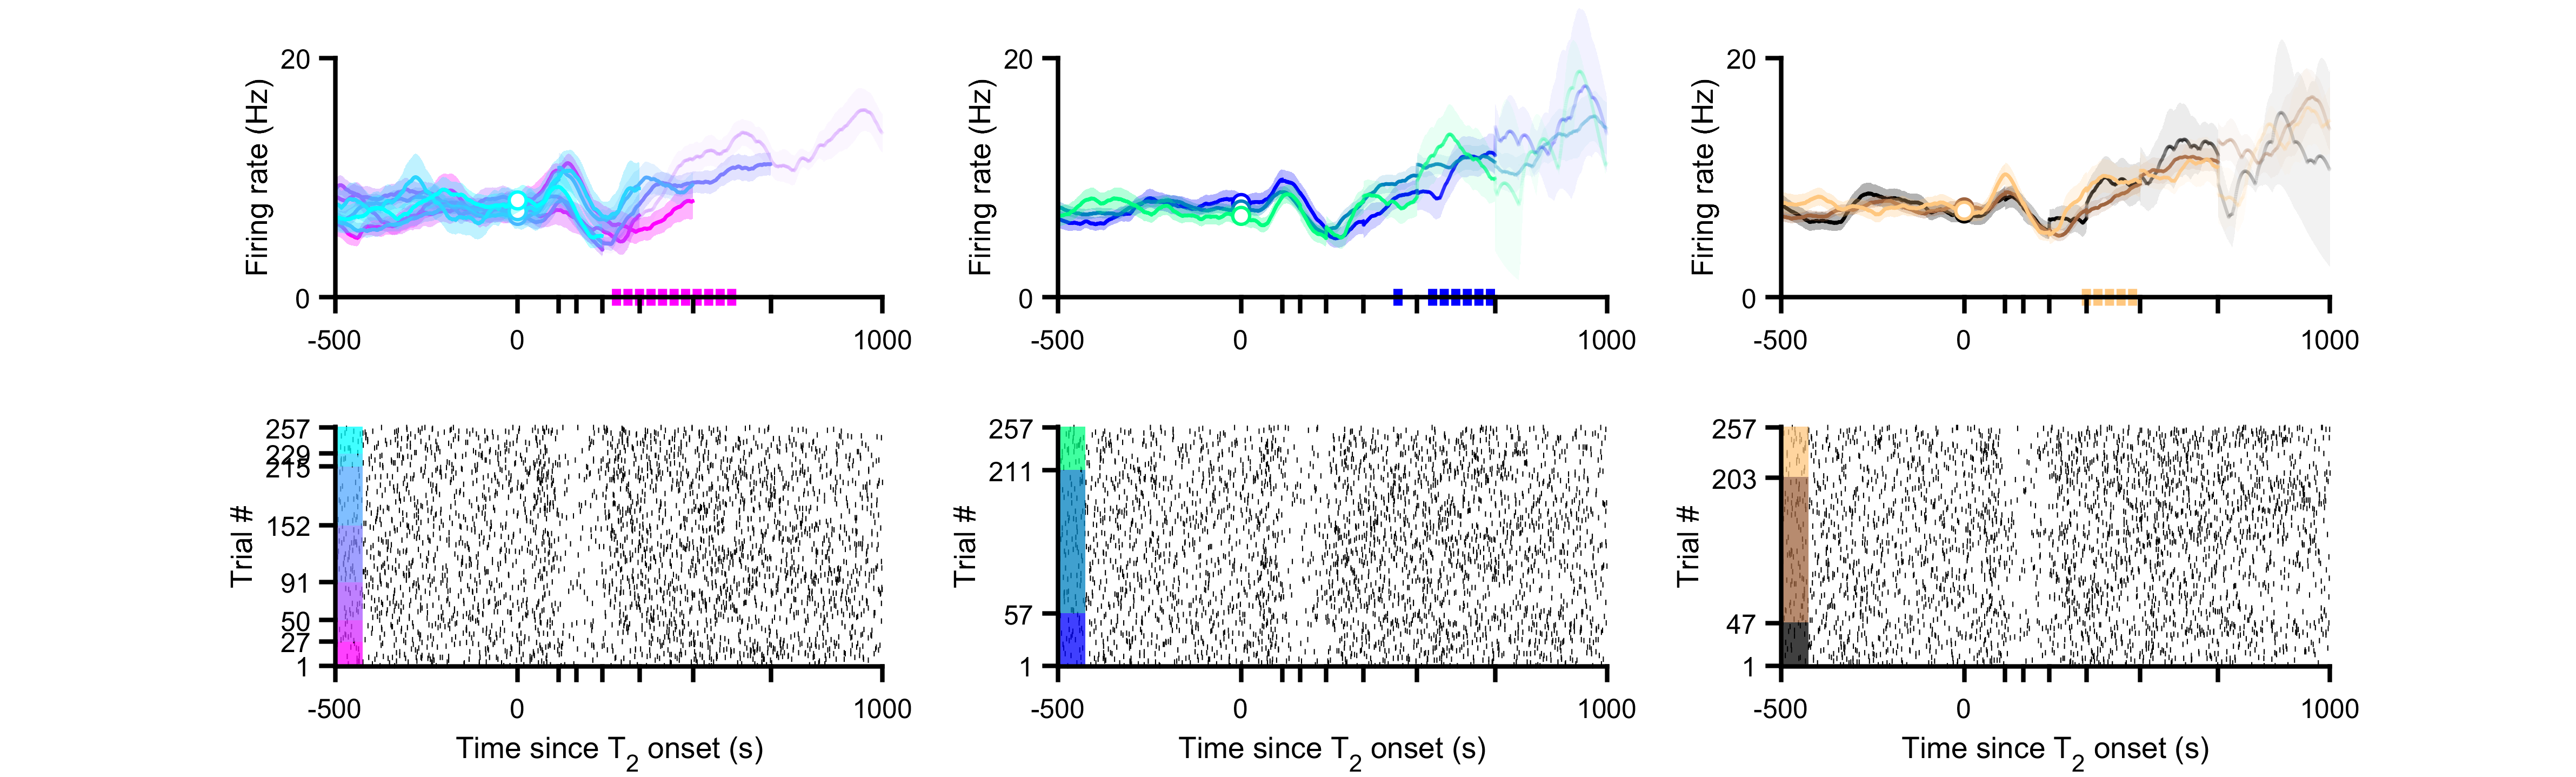 20
Firing rate (Hz)
0
-500 0 1000
20
Firing rate (Hz)
0
-500 0 1000
20
Firing rate (Hz)
0
-500 0 1000
257
229
215
152
91
50
27
1
Trial #
-500 0 1000
Time since T2 onset (s)
257
211
57
1
Trial #
-500 0 1000
Time since T2 onset (s)
257
203
47
1
Trial #
-500 0 1000
Time since T2 onset (s)